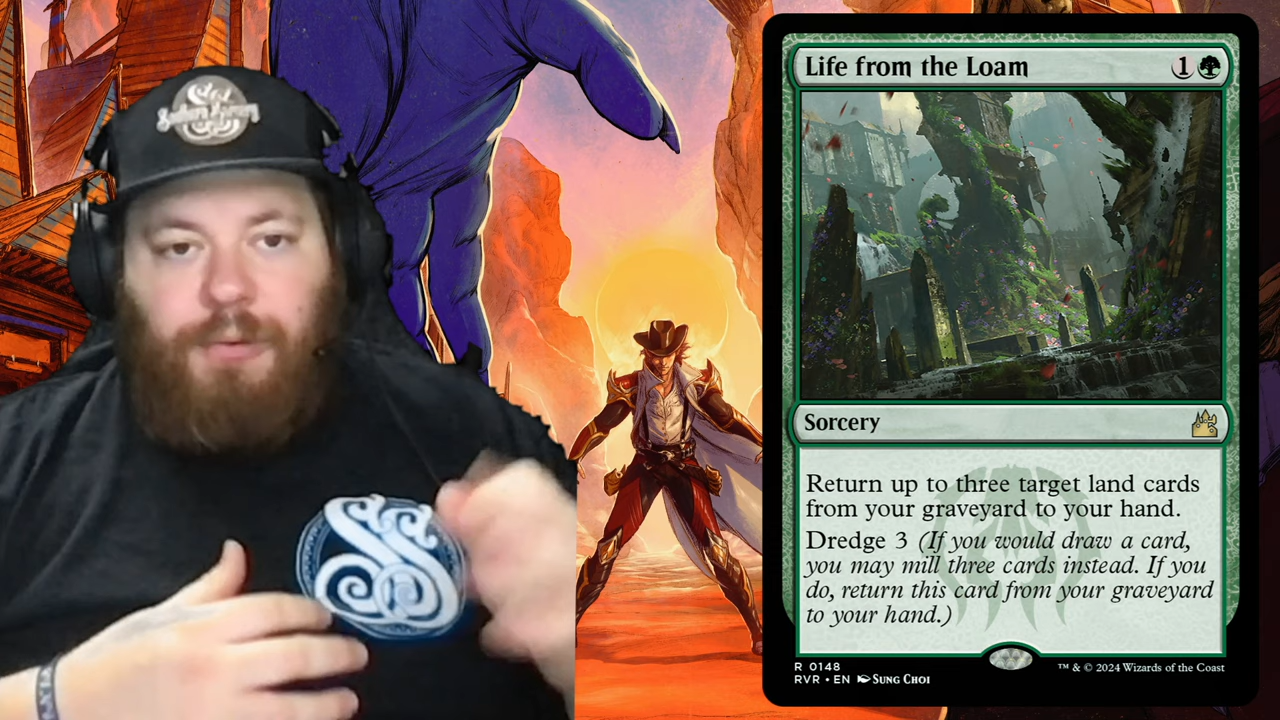 Life from the Loam 1
Sorcery
Return up to three target land cards
from your graveyard to your hand.
Dredge 3 (If you would draw a card,
you may mill three cards instead. If you
do, return this card from your graveyard
to your hand.)
R 0148
RVR • EN Sung Choi
™ & © 2024 Wizards of the Coast